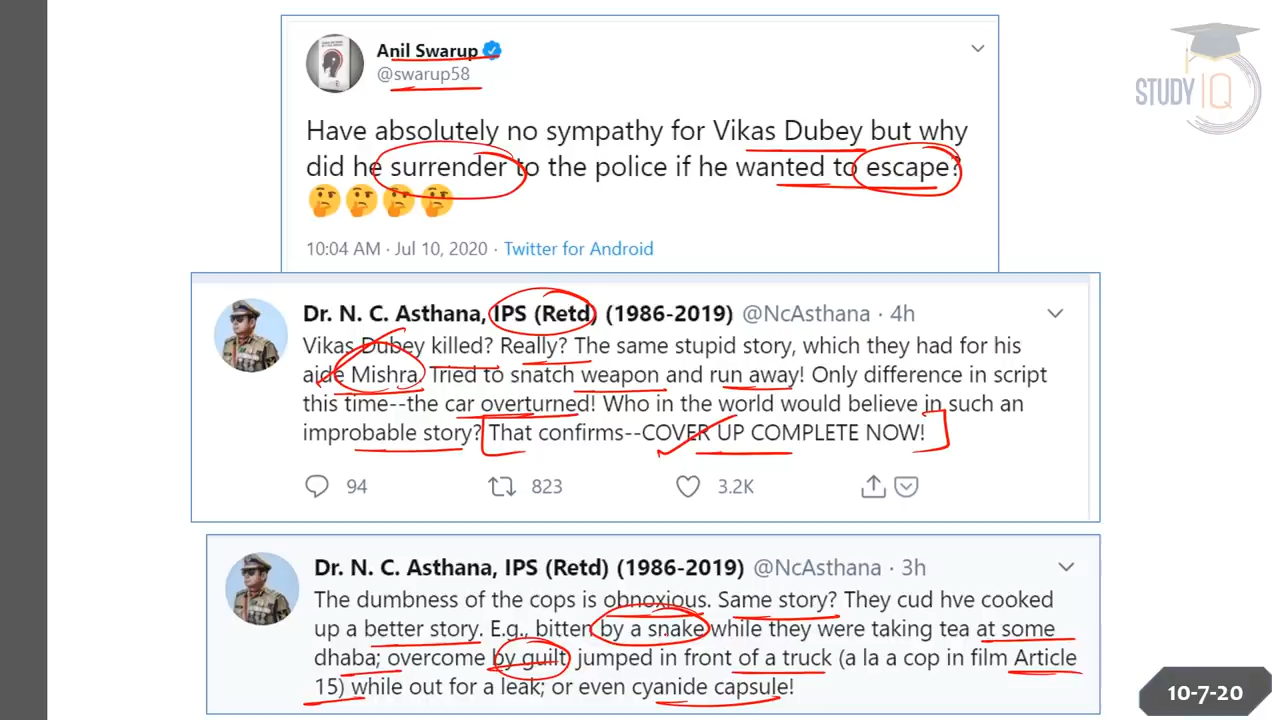 Anil Swarup
@swarup58
STUDY IQ
Have absolutely no sympathy for Vikas Dubey but why
did he surrender to the police if he wanted to escape?
🤔🤔🤔🤔
10:04 AM · Jul 10, 2020 · Twitter for Android
Dr. N. C. Asthana, IPS (Retd) (1986-2019) @NcAsthana · 4h
Vikas Dubey killed? Really? The same stupid story, which they had for his
aide Mishra. Tried to snatch weapon and run away! Only difference in script
this time--the car overturned! Who in the world would believe in such an
improbable story? That confirms--COVER UP COMPLETE NOW!
94 823 3.2K
Dr. N. C. Asthana, IPS (Retd) (1986-2019) @NcAsthana · 3h
The dumbness of the cops is obnoxious. Same story? They cud hve cooked
up a better story. E.g., bitten by a snake while they were taking tea at some
dhaba; overcome by guilt jumped in front of a truck (a la a cop in film Article
15) while out for a leak; or even cyanide capsule!
10-7-20